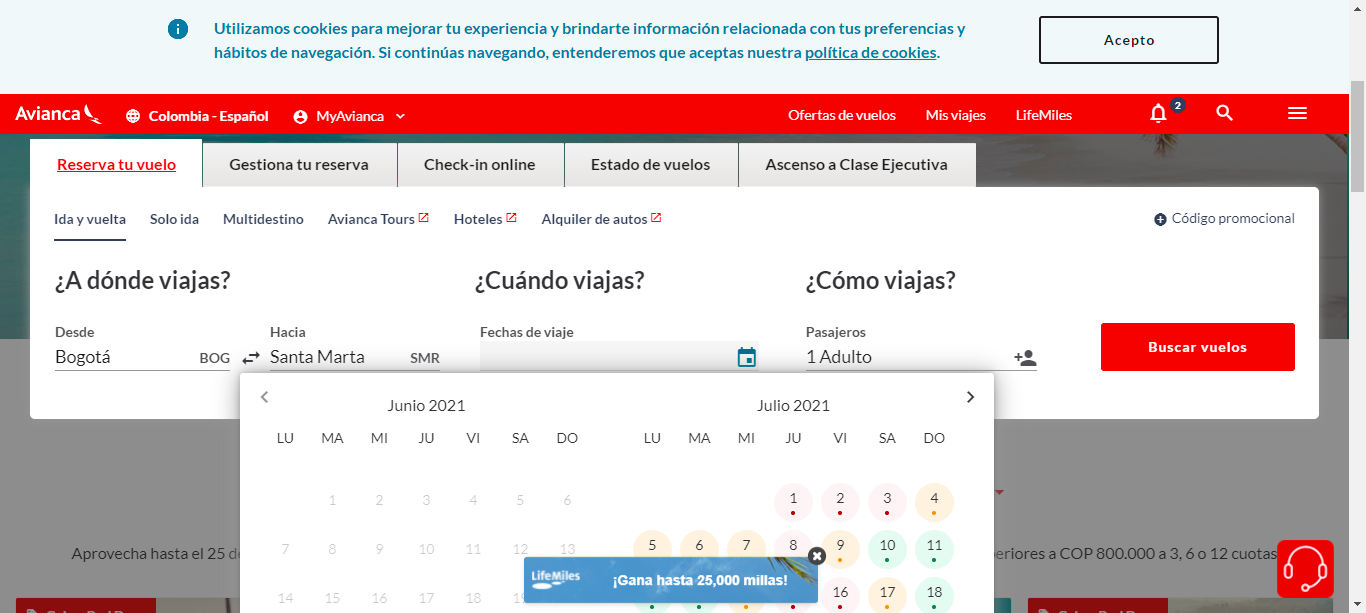 Utilizamos cookies para mejorar tu experiencia y brindarte información relacionada con tus preferencias y
hábitos de navegación. Si continúas navegando, entenderemos que aceptas nuestra política de cookies.
Acepto
Avianca
Colombia - Español
MyAvianca
Ofertas de vuelos
Mis viajes
LifeMiles
2
Reserva tu vuelo
Gestiona tu reserva
Check-in online
Estado de vuelos
Ascenso a Clase Ejecutiva
Ida y vuelta
Solo ida
Multidestino
Avianca Tours
Hoteles
Alquiler de autos
Código promocional
¿A dónde viajas?
¿Cuándo viajas?
¿Cómo viajas?
Desde
Hacia
Fechas de viaje
Pasajeros
Bogotá BOG
Santa Marta SMR
1 Adulto
Buscar vuelos
Junio 2021
LU MA MI JU VI SA DO
1 2 3 4 5 6
7 8 9 10 11 12 13
14 15 16 17 18
Julio 2021
LU MA MI JU VI SA DO
1 2 3 4
5 6 7 8 9 10 11
16 17 18
Aprovecha hasta el 25
a COP 800.000 a 3, 6 o 12 cuotas
LifeMiles
¡Gana hasta 25,000 millas!